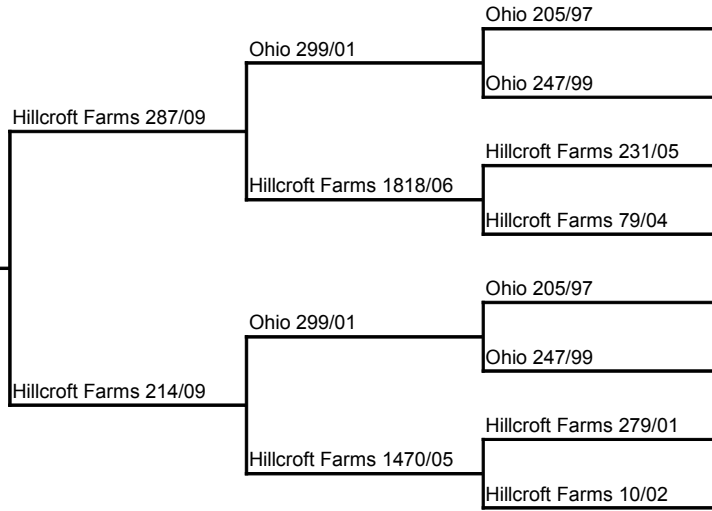 Ohio 205/97
Ohio 299/01
Ohio 247/99
Hillcroft Farms 287/09
Hillcroft Farms 231/05
Hillcroft Farms 1818/06
Hillcroft Farms 79/04
Ohio 205/97
Ohio 299/01
Ohio 247/99
Hillcroft Farms 214/09
Hillcroft Farms 279/01
Hillcroft Farms 1470/05
Hillcroft Farms 10/02